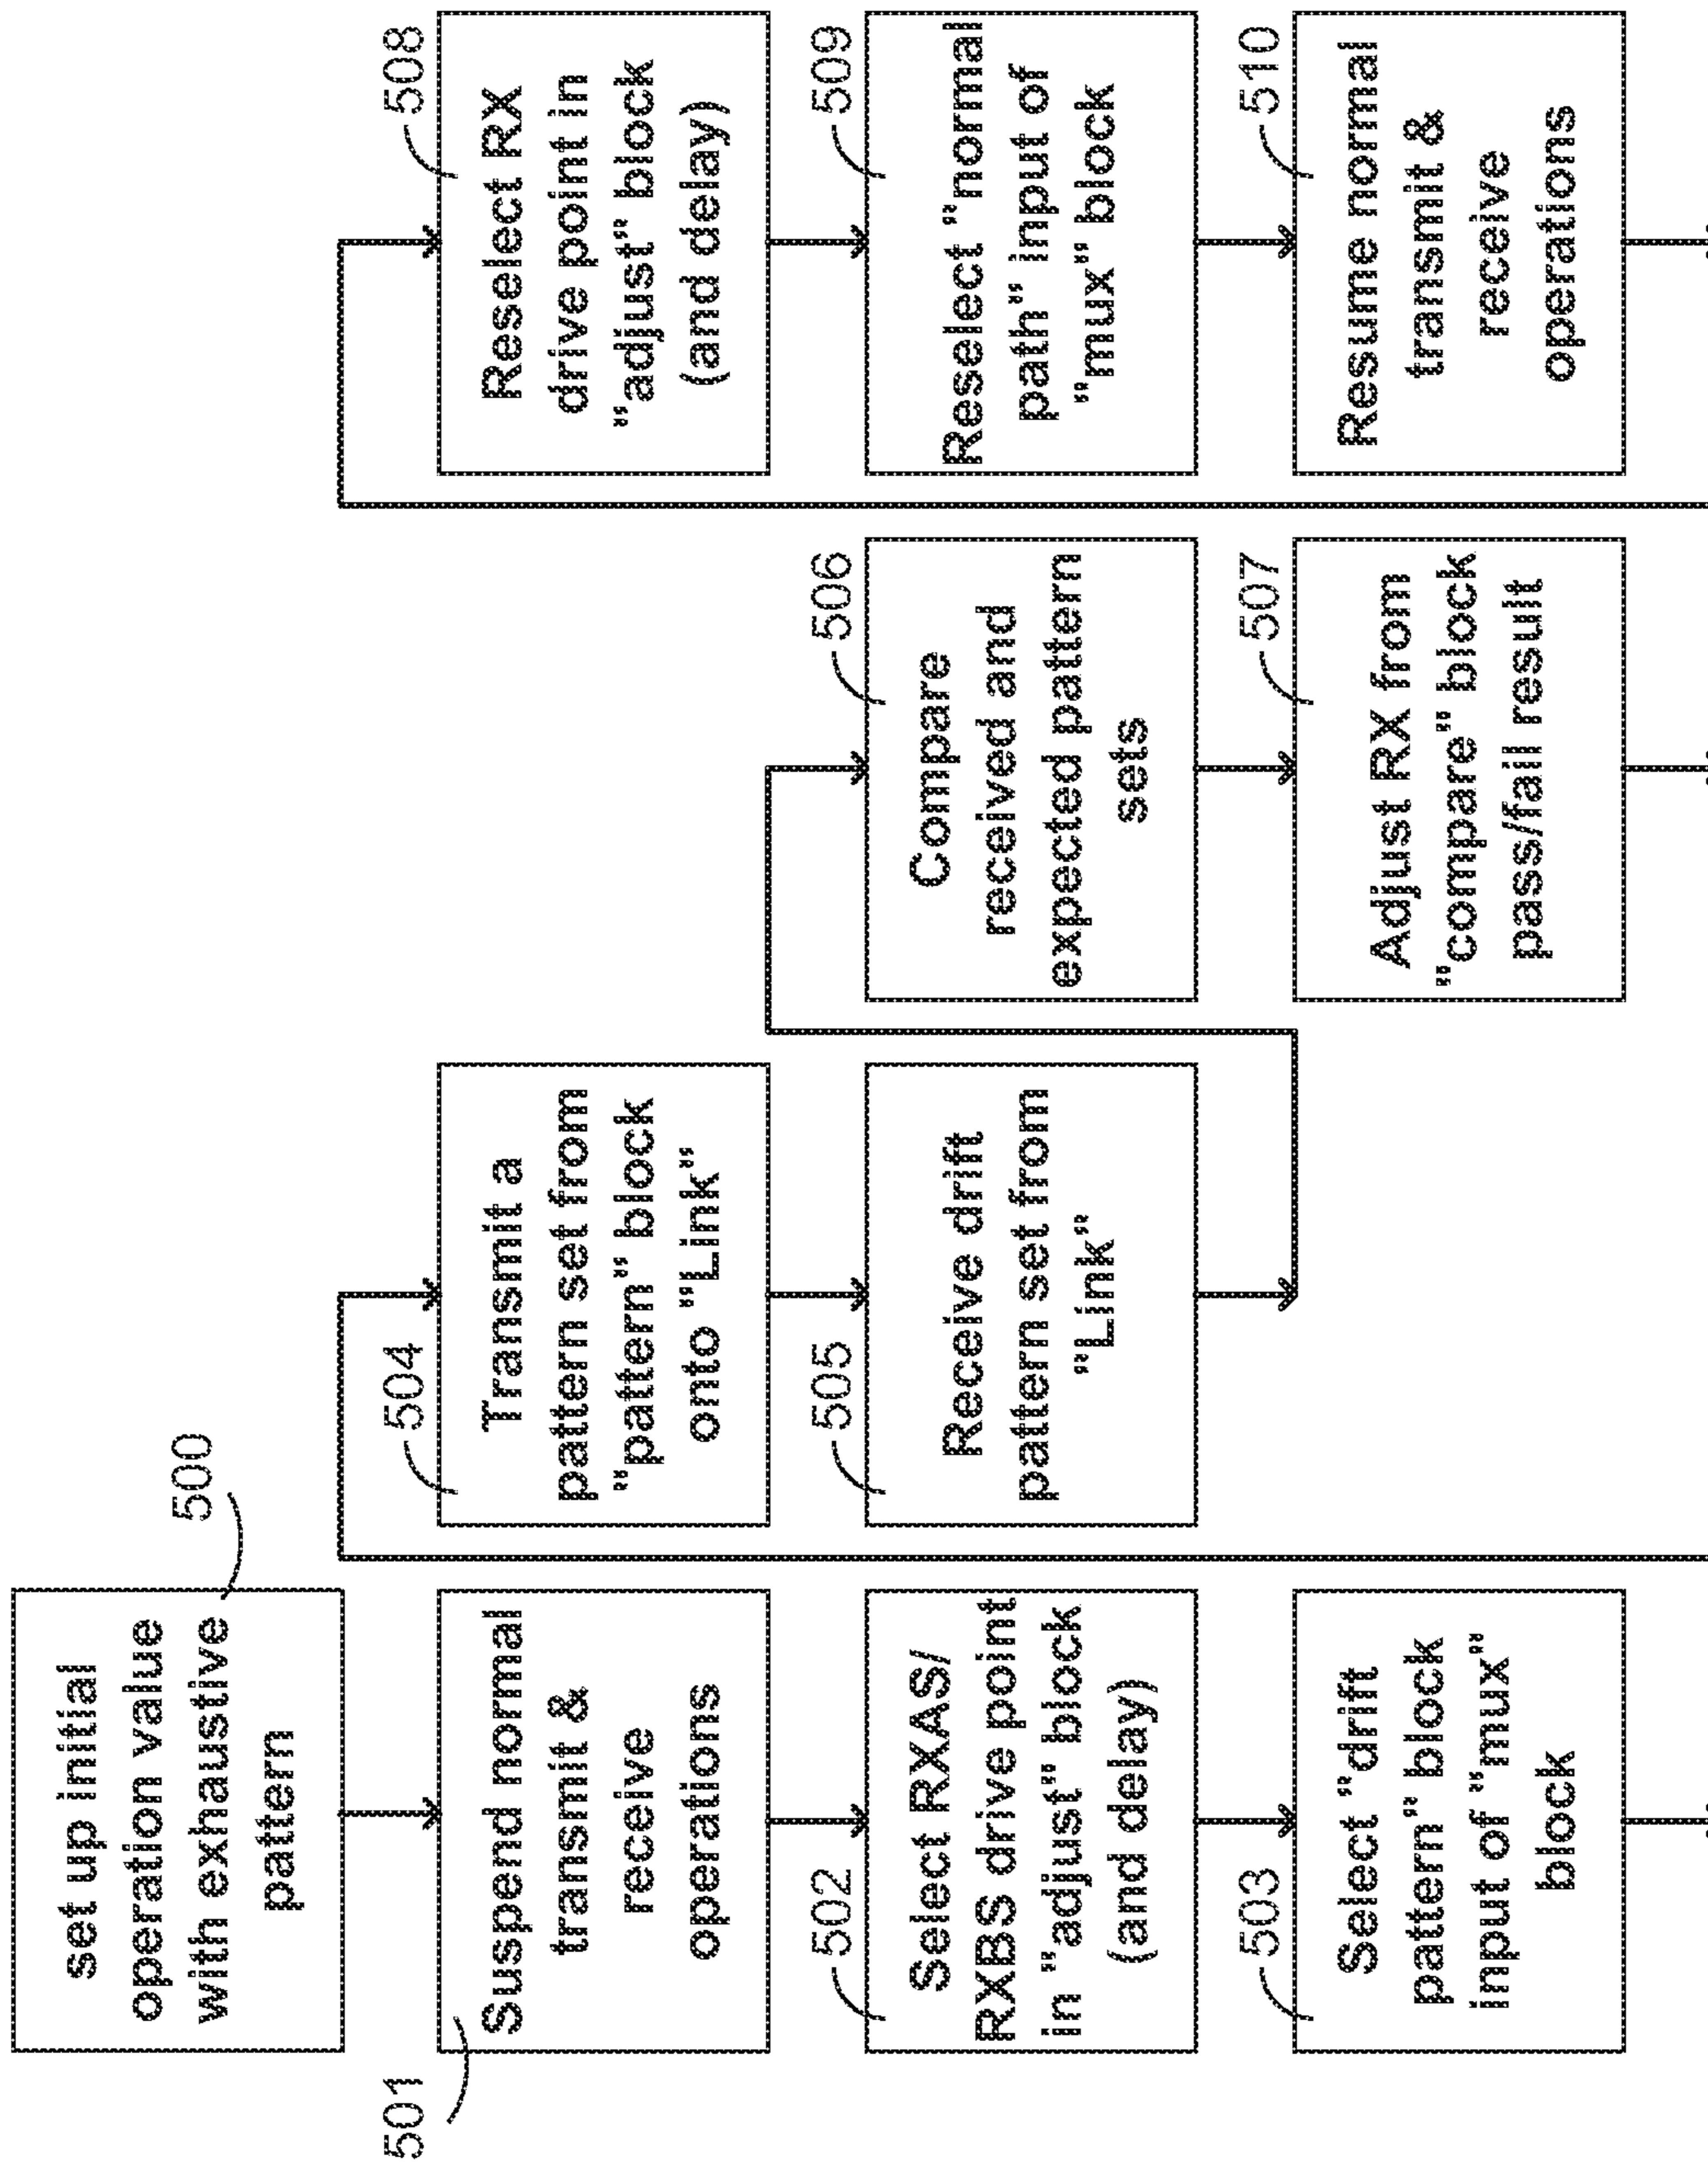 500
set up initial
operation value
with exhaustive
pattern
501
Suspend normal
transmit &
receive
operations
502
Select RXAS/
RXBS drive point
in "adjust" block
(and delay)
503
Select "drift
pattern" block
input of "mux"
block
504
Transmit a
pattern set from
"pattern" block
onto "Link"
505
Receive drift
pattern set from
"Link"
506
Compare
received and
expected pattern
sets
507
Adjust RX from
"compare" block
pass/fail result
508
Reselect RX
drive point in
"adjust" block
(and delay)
509
Reselect "normal
path" input of
"mux" block
510
Resume normal
transmit &
receive
operations